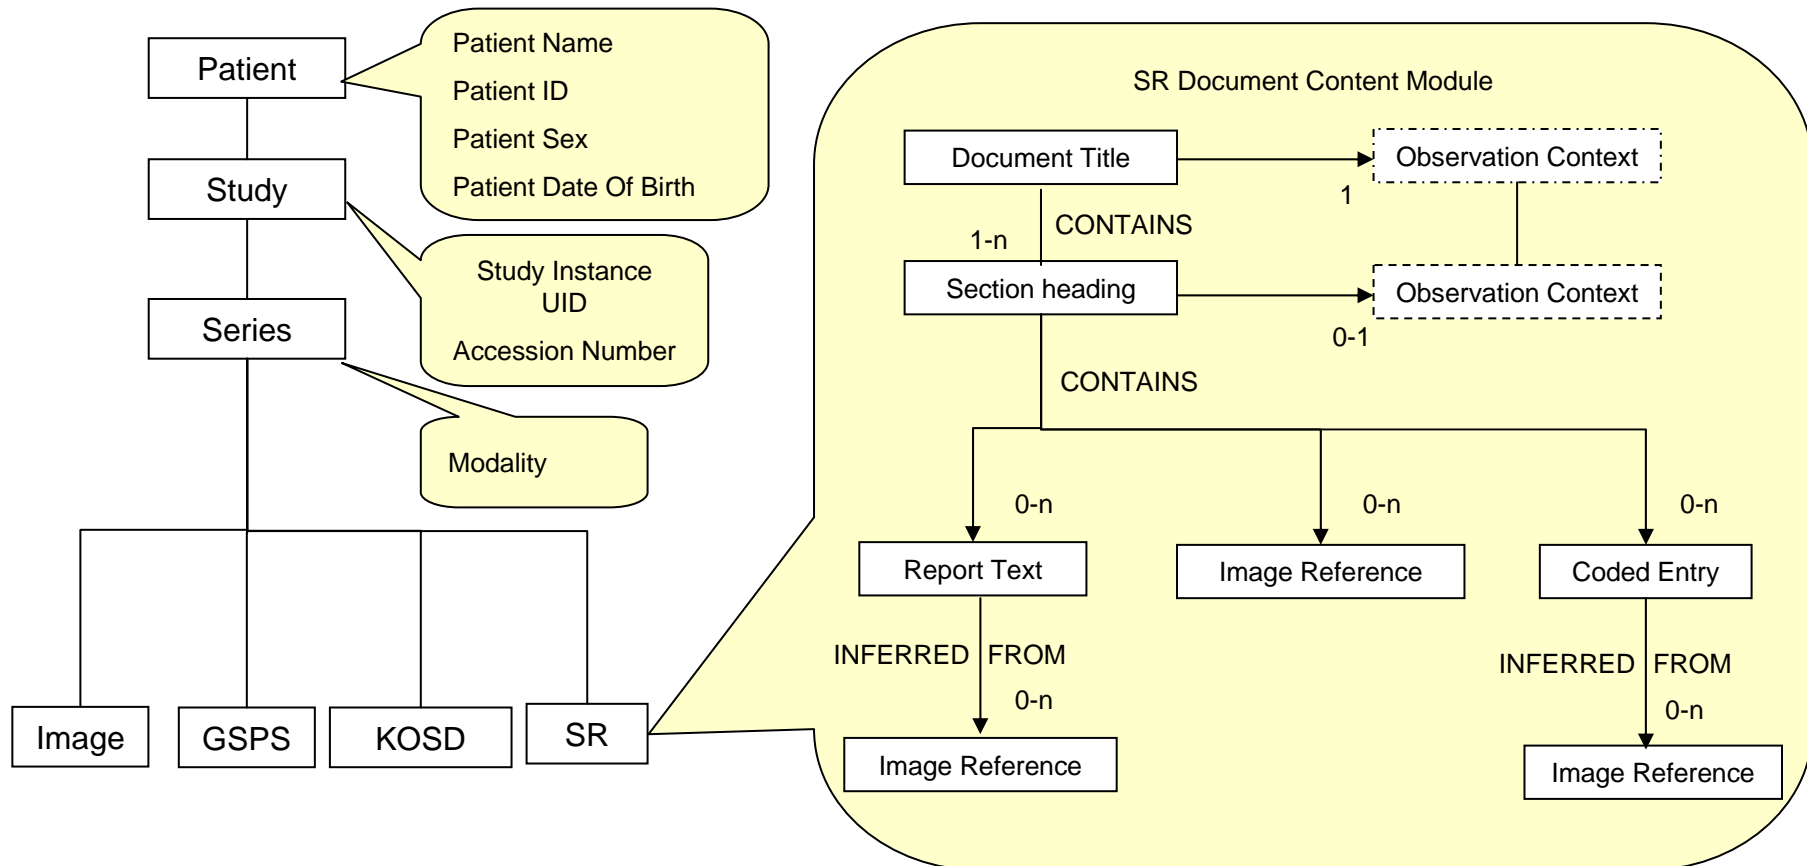 Patient
Patient Name
Patient ID
Patient Sex
Patient Date Of Birth
Study
Study Instance
UID
Accession Number
Series
Modality
Image
GSPS
KOSD
SR
SR Document Content Module
Document Title
Observation Context
1
CONTAINS
1-n
Section heading
Observation Context
0-1
CONTAINS
0-n
0-n
0-n
Report Text
Image Reference
Coded Entry
INFERRED FROM
INFERRED FROM
0-n
0-n
Image Reference
Image Reference